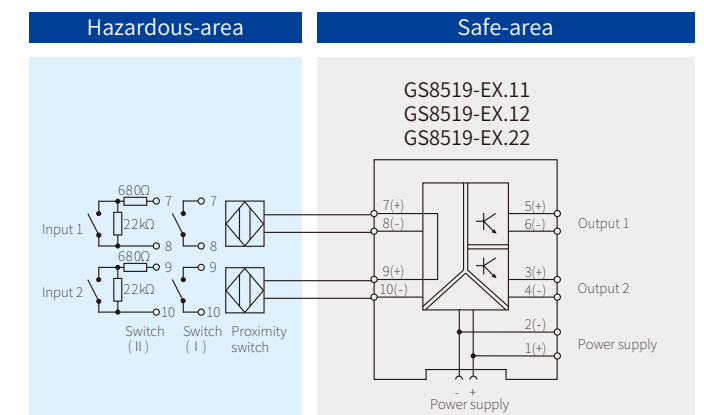 Hazardous-area
Safe-area
GS8519-EX.11
GS8519-EX.12
GS8519-EX.22
680Ω
7
7
Input 1
22kΩ
8
8
680Ω
9
9
Input 2
22kΩ
10
10
Switch
(Ⅱ)
Switch
(Ⅰ)
Proximity
switch
7(+)
8(-)
9(+)
10(-)
5(+)
6(-)
Output 1
3(+)
4(-)
Output 2
2(-)
1(+)
Power supply
- +
Power supply